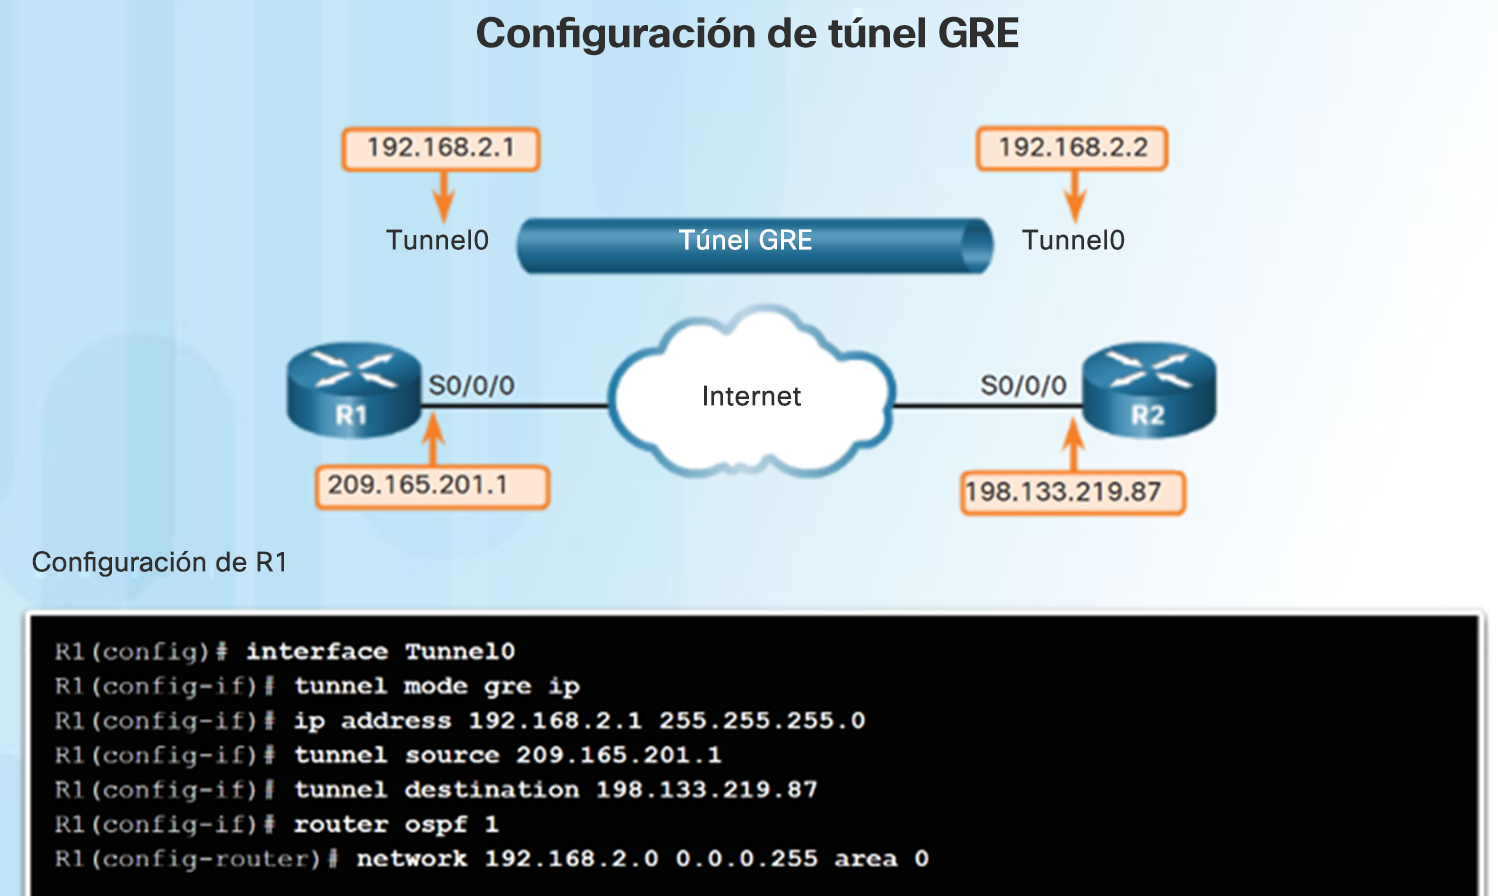 Configuración de túnel GRE
192.168.2.1
192.168.2.2
Tunnel0
Túnel GRE
Tunnel0
S0/0/0
Internet
S0/0/0
R1
R2
209.165.201.1
198.133.219.87
Configuración de R1
R1(config)# interface Tunnel0
R1(config-if)# tunnel mode gre ip
R1(config-if)# ip address 192.168.2.1 255.255.255.0
R1(config-if)# tunnel source 209.165.201.1
R1(config-if)# tunnel destination 198.133.219.87
R1(config-if)# router ospf 1
R1(config-router)# network 192.168.2.0 0.0.0.255 area 0